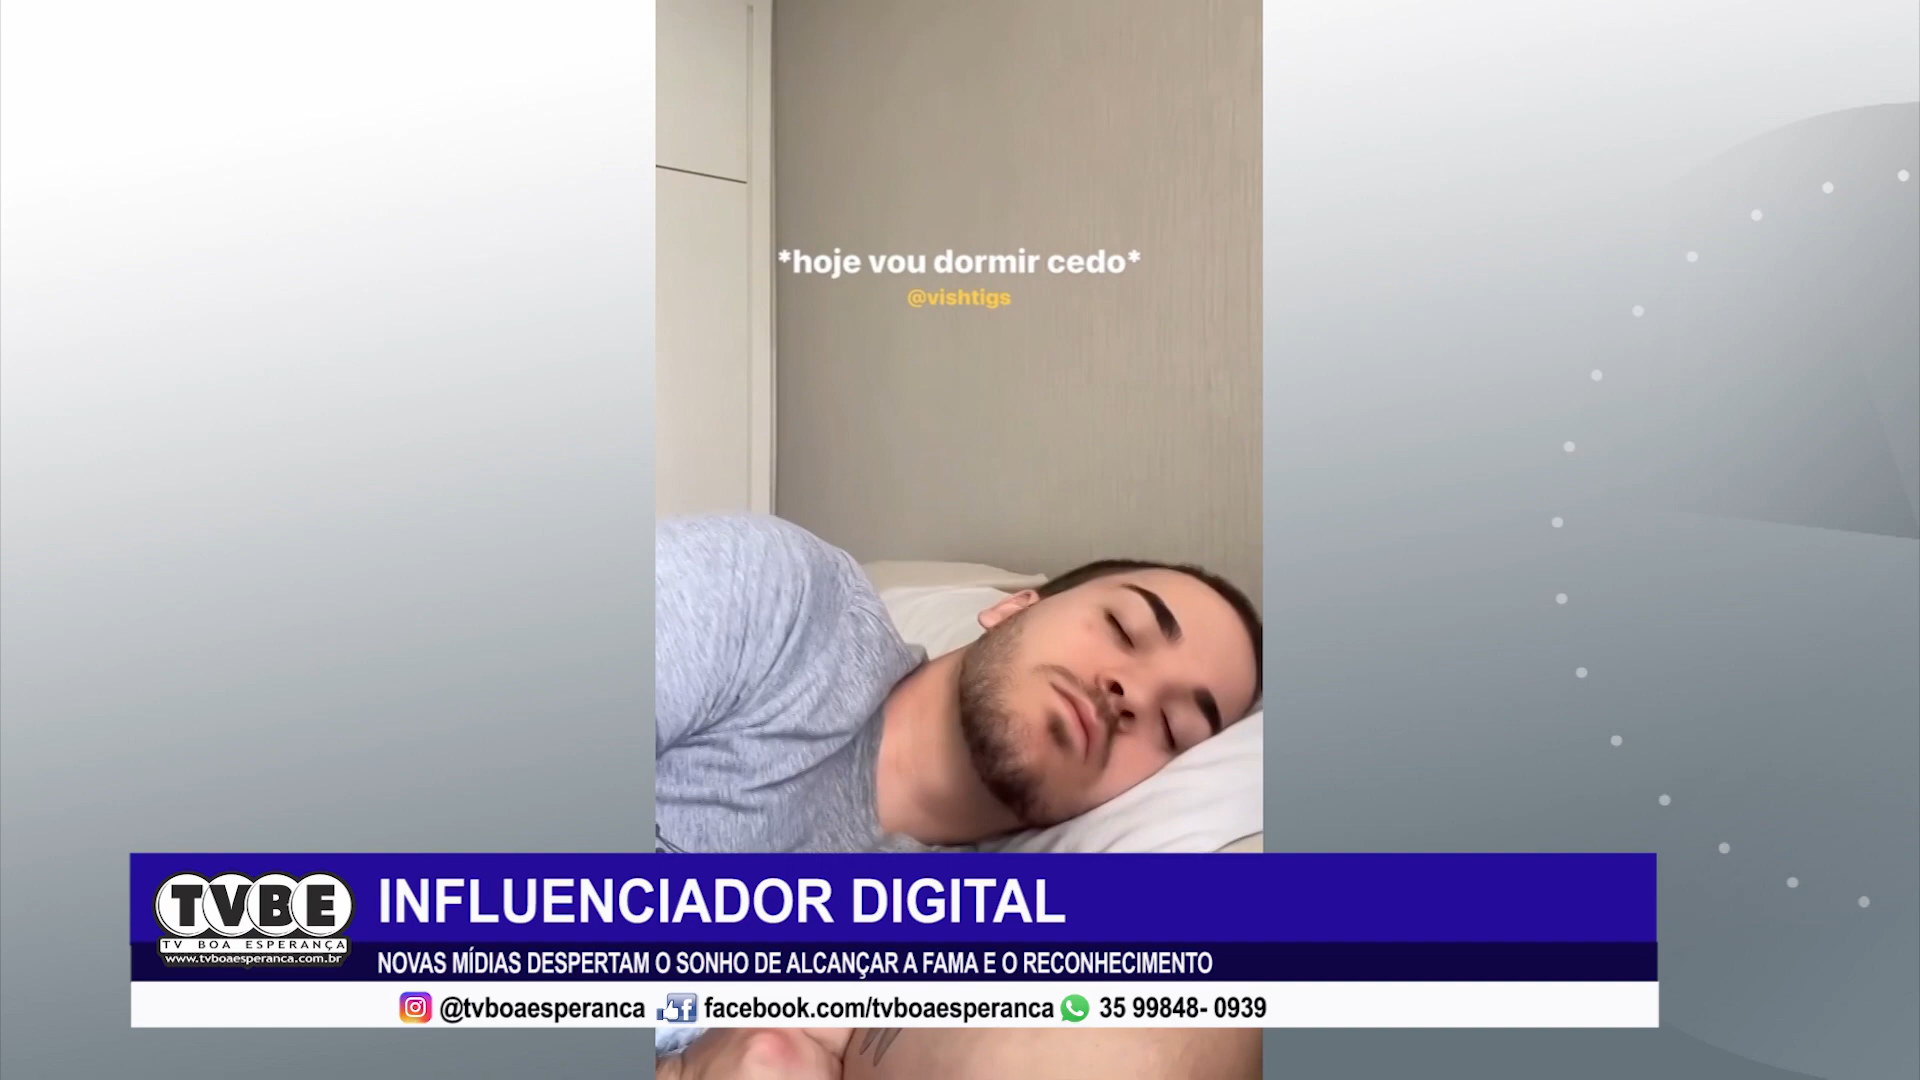 *hoje vou dormir cedo*
@vishtigs
TVBE
TV BOA ESPERANÇA
www.tvboaesperanca.com.br
INFLUENCIADOR DIGITAL
NOVAS MÍDIAS DESPERTAM O SONHO DE ALCANÇAR A FAMA E O RECONHECIMENTO
@tvboaesperanca facebook.com/tvboaesperanca 35 99848- 0939